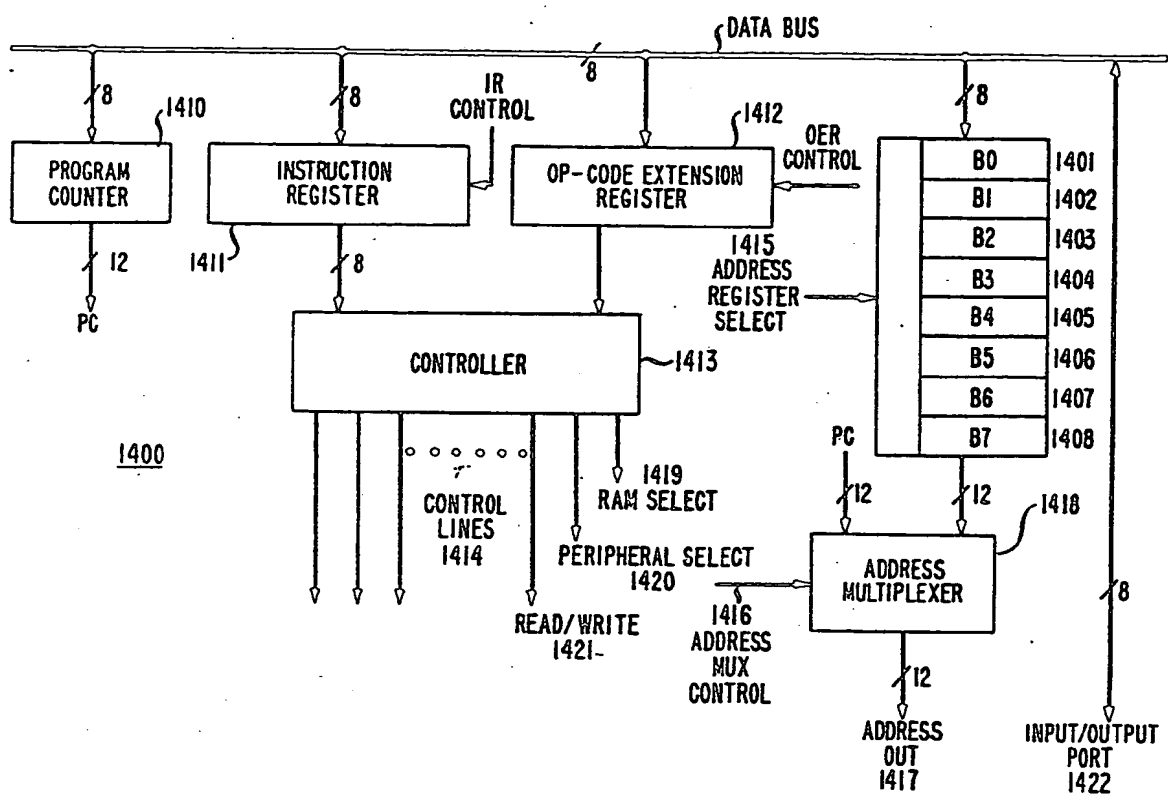 DATA BUS
8
8
8
8
1410
IR
CONTROL
1412
OER
CONTROL
PROGRAM
COUNTER
INSTRUCTION
REGISTER
OP-CODE EXTENSION
REGISTER
B0 1401
B1 1402
B2 1403
B3 1404
B4 1405
B5 1406
B6 1407
B7 1408
12
PC
1411
8
1415
ADDRESS
REGISTER
SELECT
CONTROLLER
1413
1400
PC
12
12
1418
CONTROL
LINES
1414
1419
RAM SELECT
PERIPHERAL SELECT
1420
READ/WRITE
1421
ADDRESS
MULTIPLEXER
1416
ADDRESS
MUX
CONTROL
8
12
ADDRESS
OUT
1417
INPUT/OUTPUT
PORT
1422